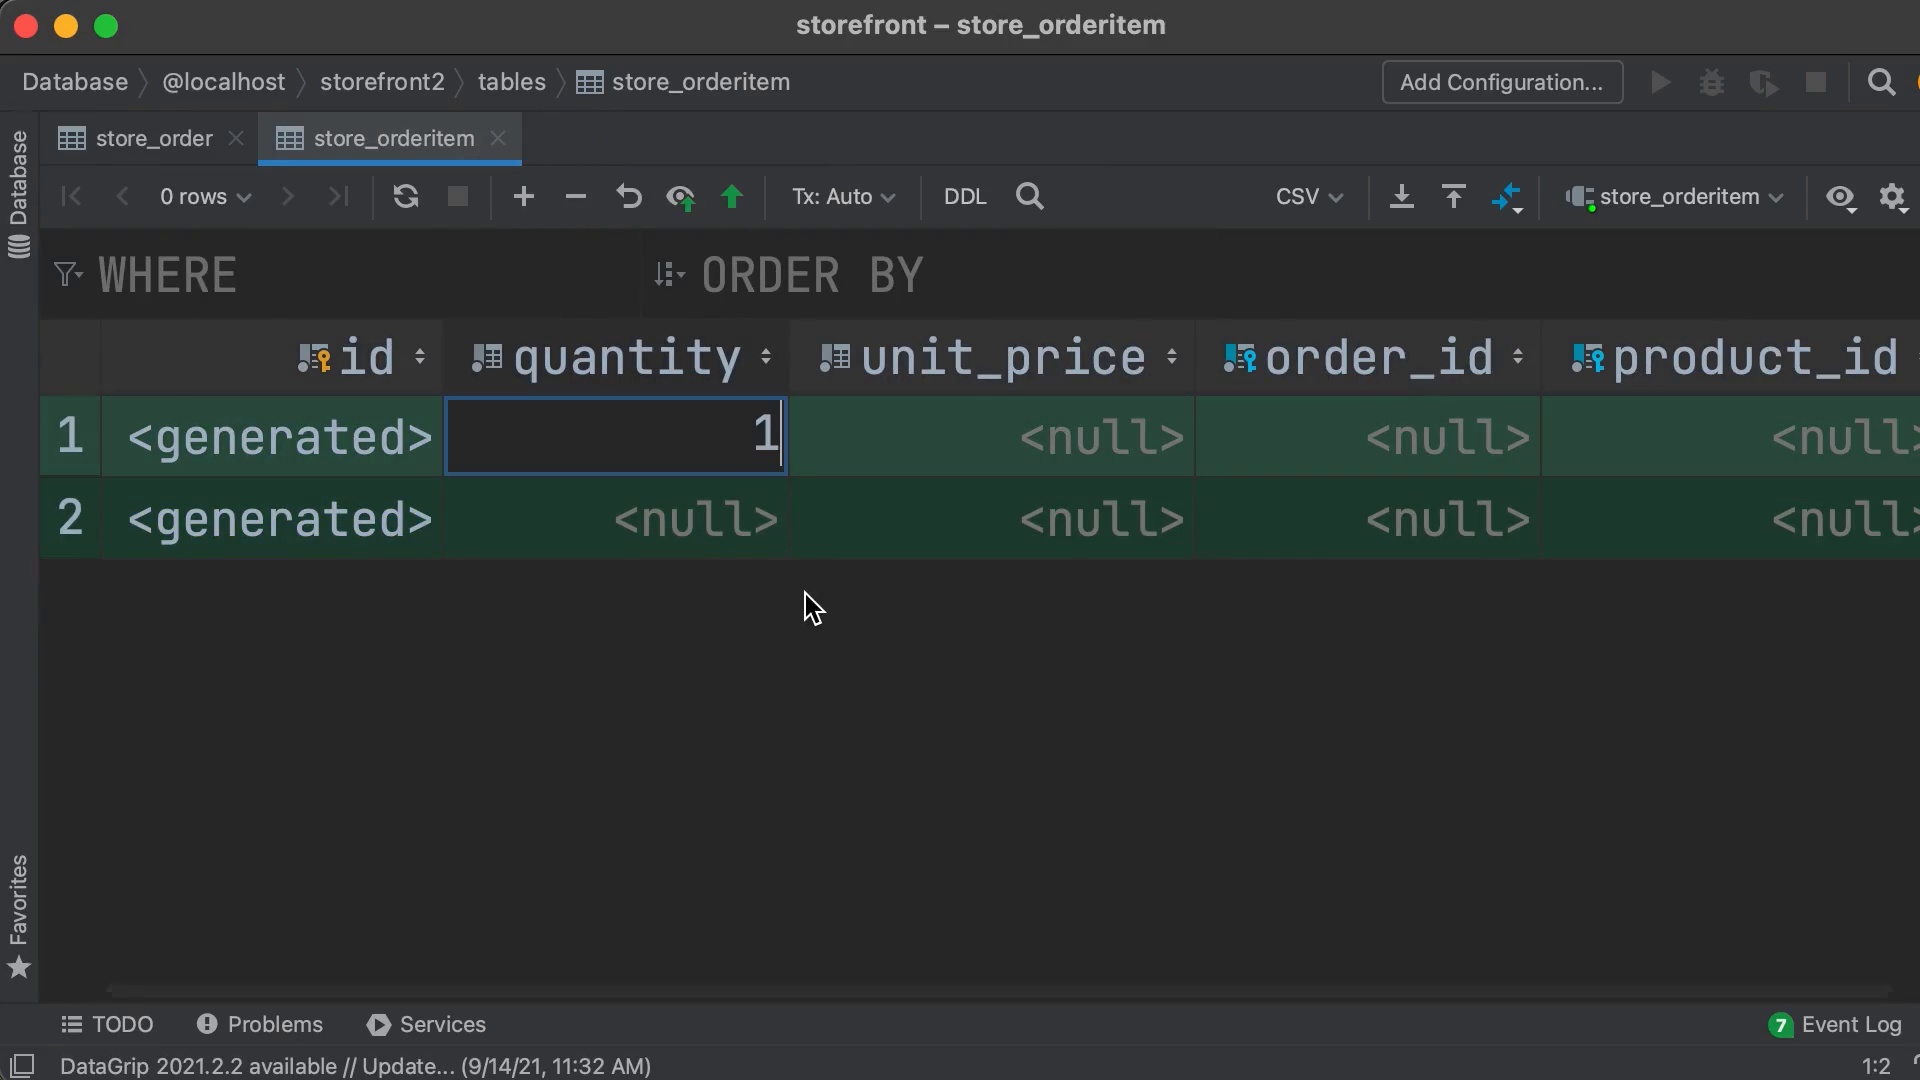 storefront – store_orderitem
Database @localhost storefront2 tables store_orderitem Add Configuration...
store_order store_orderitem
Database
0 rows Tx: Auto DDL CSV store_orderitem
WHERE ORDER BY
id quantity unit_price order_id product_id
1 <generated> 1 <null> <null> <null>
2 <generated> <null> <null> <null> <null>
Favorites
TODO Problems Services 7 Event Log
DataGrip 2021.2.2 available // Update... (9/14/21, 11:32 AM) 1:2